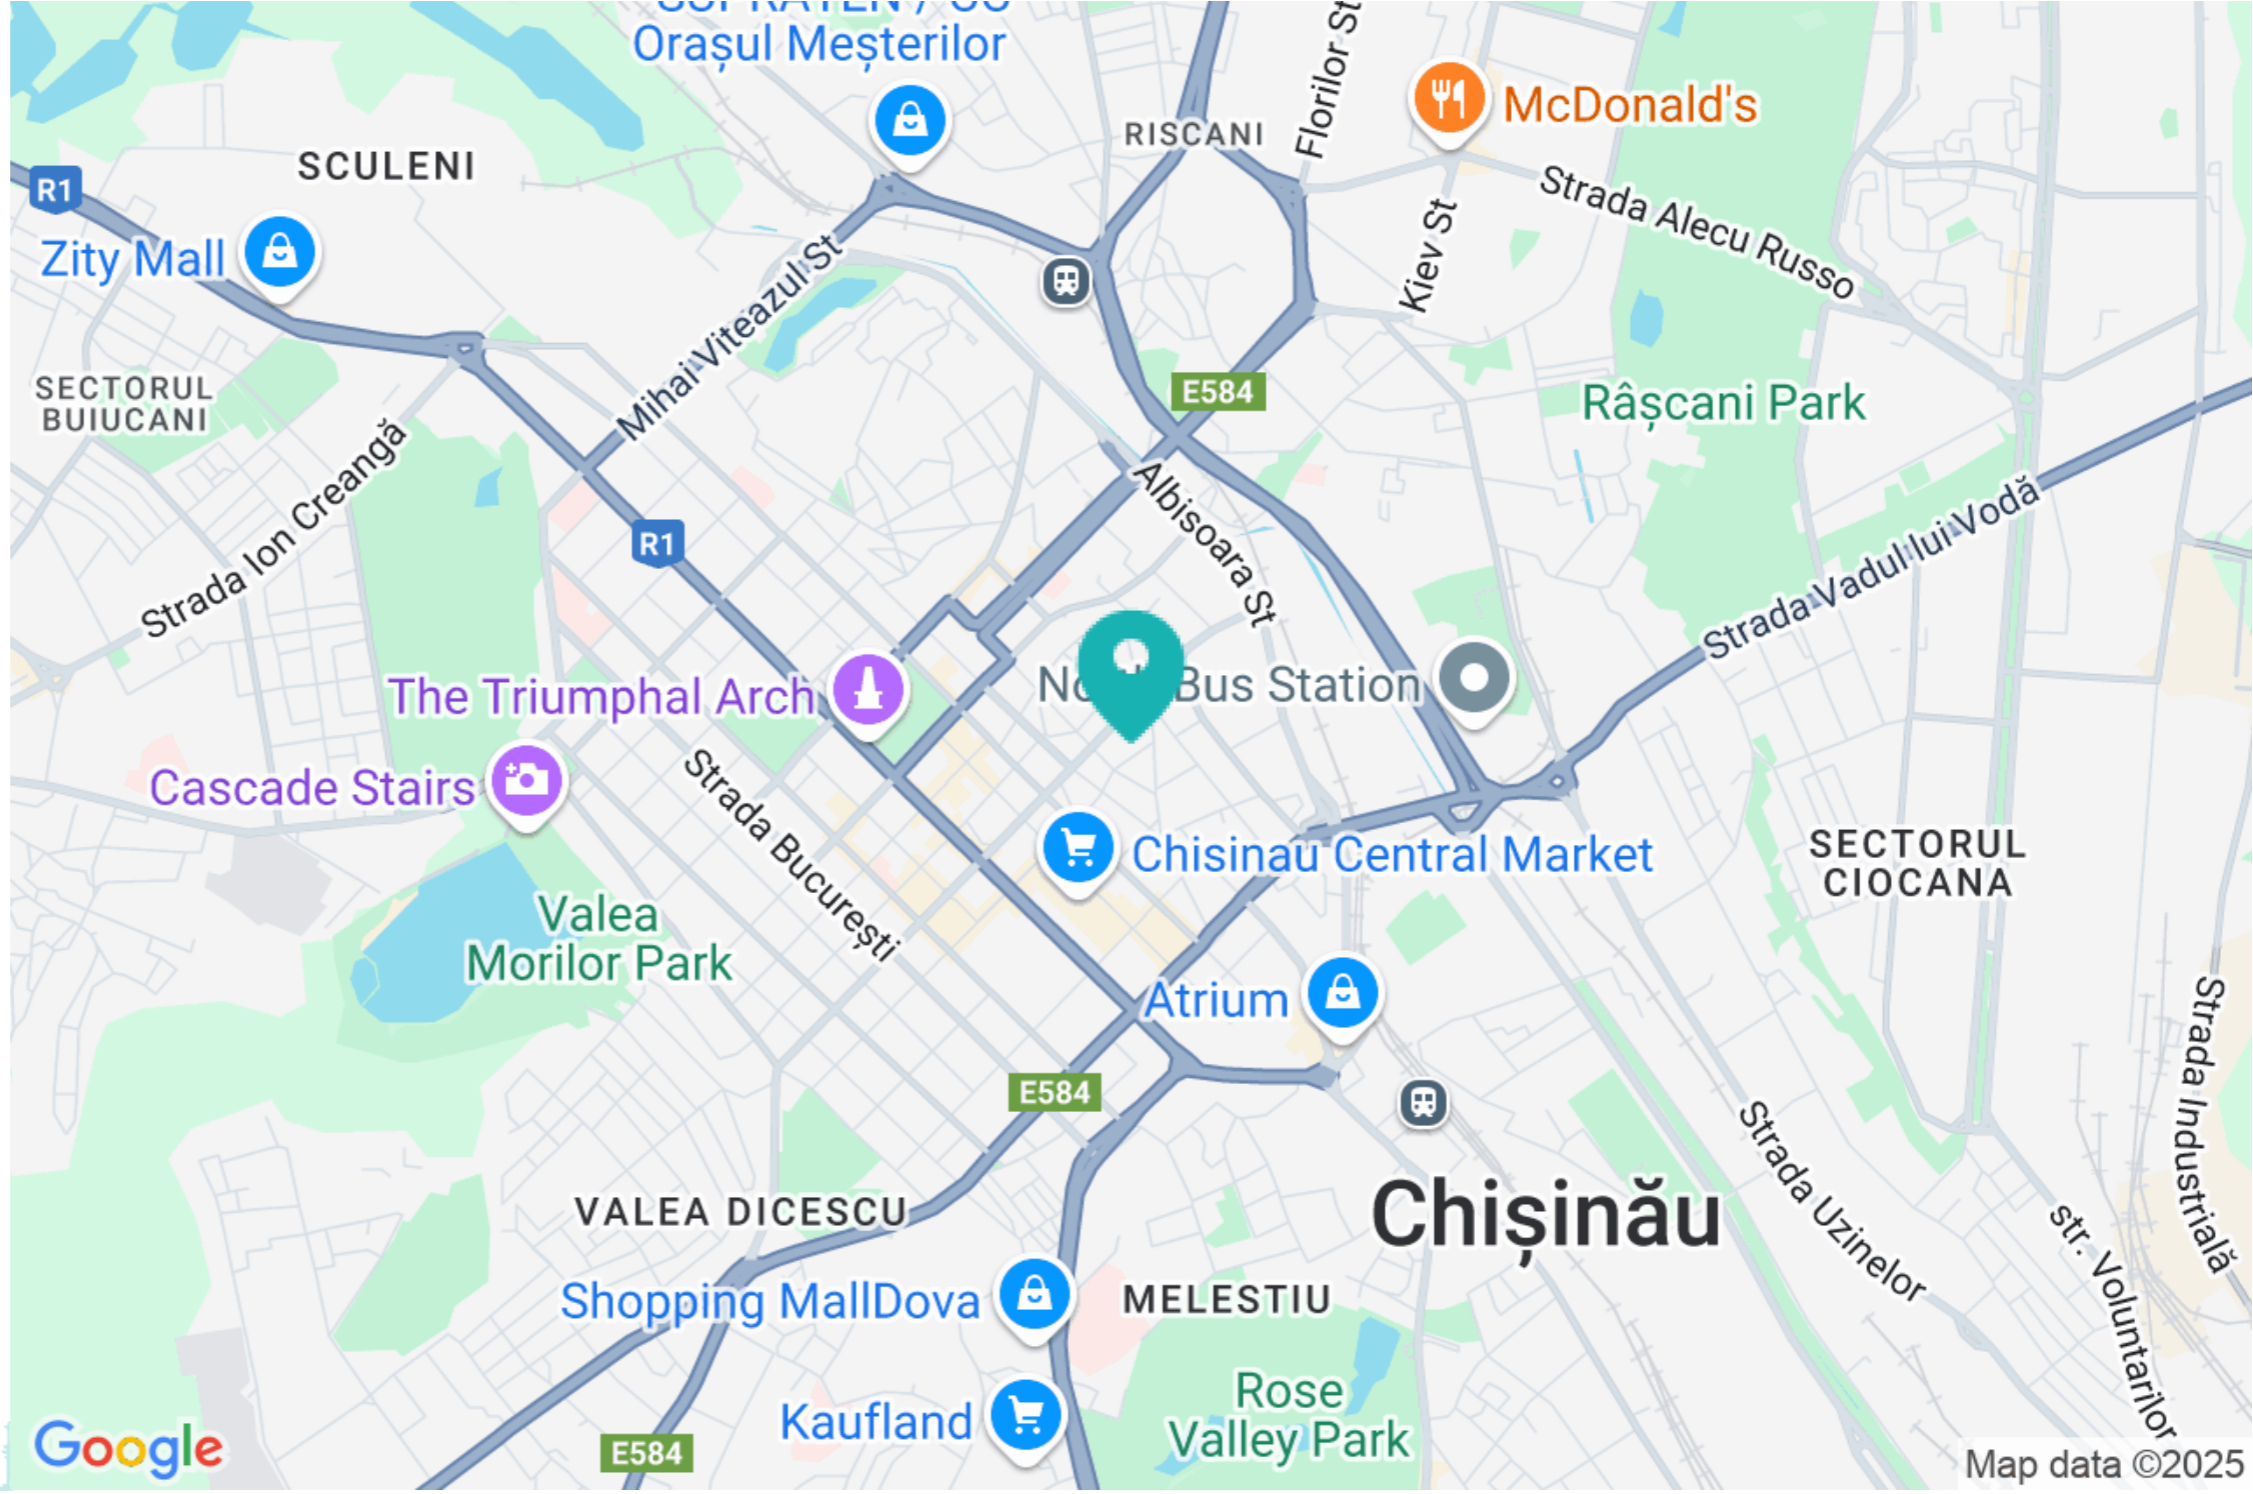 Orașul Meșterilor
Florilor St
McDonald's
RISCANI
SCULENI
R1
Zity Mall
Strada Alecu Russo
Kiev St
Mihai Viteazul St
SECTORUL
BUIUCANI
E584
Râșcani Park
Strada Ion Creangă
R1
Albisoara St
Strada Vadul lui Vodă
The Triumphal Arch
Bus Station
Cascade Stairs
Strada București
Chisinau Central Market
SECTORUL
CIOCANA
Valea
Morilor Park
Atrium
E584
Strada Industrială
Strada Uzinelor
VALEA DICESCU
Chișinău
str. Voluntarilor
Shopping MallDova
MELESTIU
Rose
Valley Park
Kaufland
Google
E584
Map data ©2025